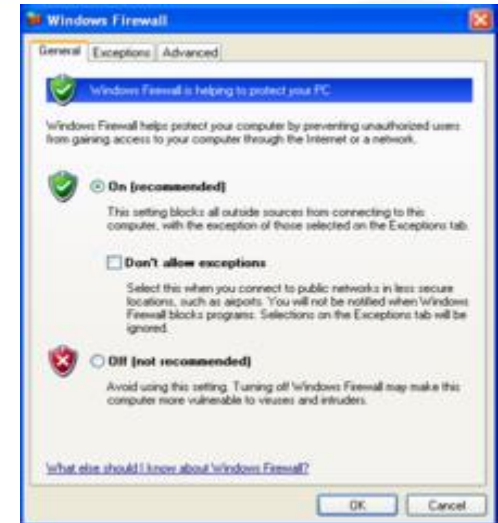 Windows Firewall
General Exceptions Advanced
Windows Firewall is helping to protect your PC
Windows Firewall helps protect your computer by preventing unauthorized users
from gaining access to your computer through the Internet or a network.
On (recommended)
This setting blocks all outside sources from connecting to this
computer, with the exception of those selected on the Exceptions tab.
Don't allow exceptions
Select this when you connect to public networks in less secure
locations, such as airports. You will not be notified when Windows
Firewall blocks programs. Selections on the Exceptions tab will be
ignored.
Off (not recommended)
Avoid using this setting. Turning off Windows Firewall may make this
computer more vulnerable to viruses and intruders.
What else should I know about Windows Firewall?
OK Cancel